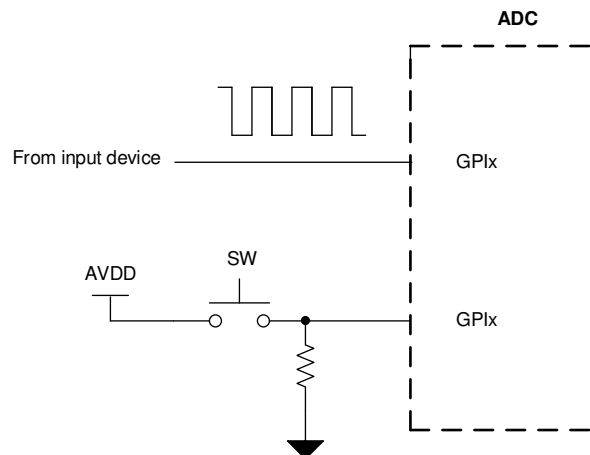 ADC
From input device
GPIx
SW
AVDD
GPIx